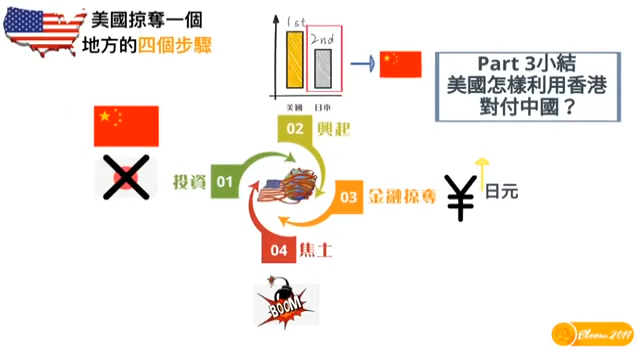 美國掠奪一個
地方的四個步驟
1st
2nd
美國 日本
Part 3小結
美國怎樣利用香港
對付中國？
02 興起
投資 01
03 金融掠奪
¥ 日元
04 焦土
BOOM
Bloons 2019